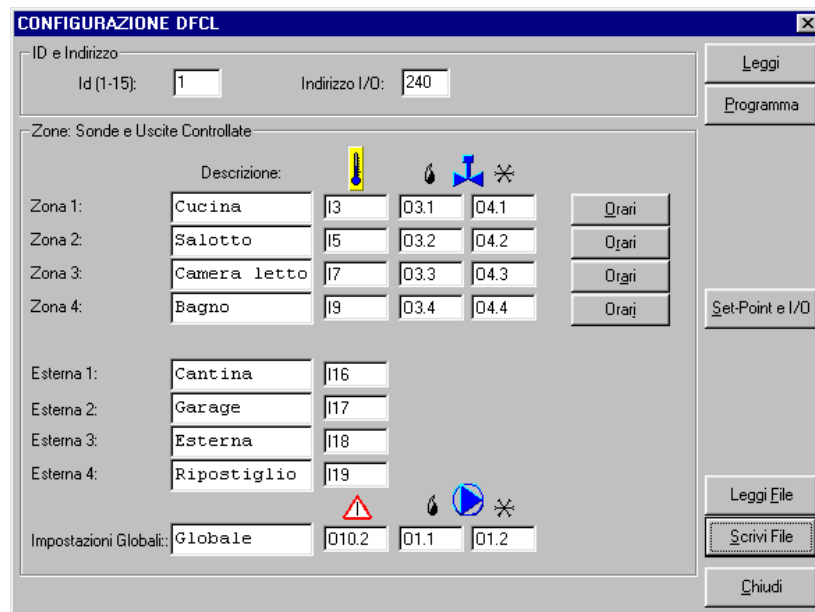 CONFIGURAZIONE DFCL
ID e Indirizzo
Id (1-15): 1 Indirizzo I/O: 240
Leggi
Programma
Zone: Sonde e Uscite Controllate
Descrizione:
Zona 1: Cucina I3 O3.1 O4.1 Orari
Zona 2: Salotto I5 O3.2 O4.2 Orari
Zona 3: Camera letto I7 O3.3 O4.3 Orari
Zona 4: Bagno I9 O3.4 O4.4 Orari
Set-Point e I/O
Esterna 1: Cantina I16
Esterna 2: Garage I17
Esterna 3: Esterna I18
Esterna 4: Ripostiglio I19
Leggi File
Impostazioni Globali:: Globale O10.2 O1.1 O1.2
Scrivi File
Chiudi